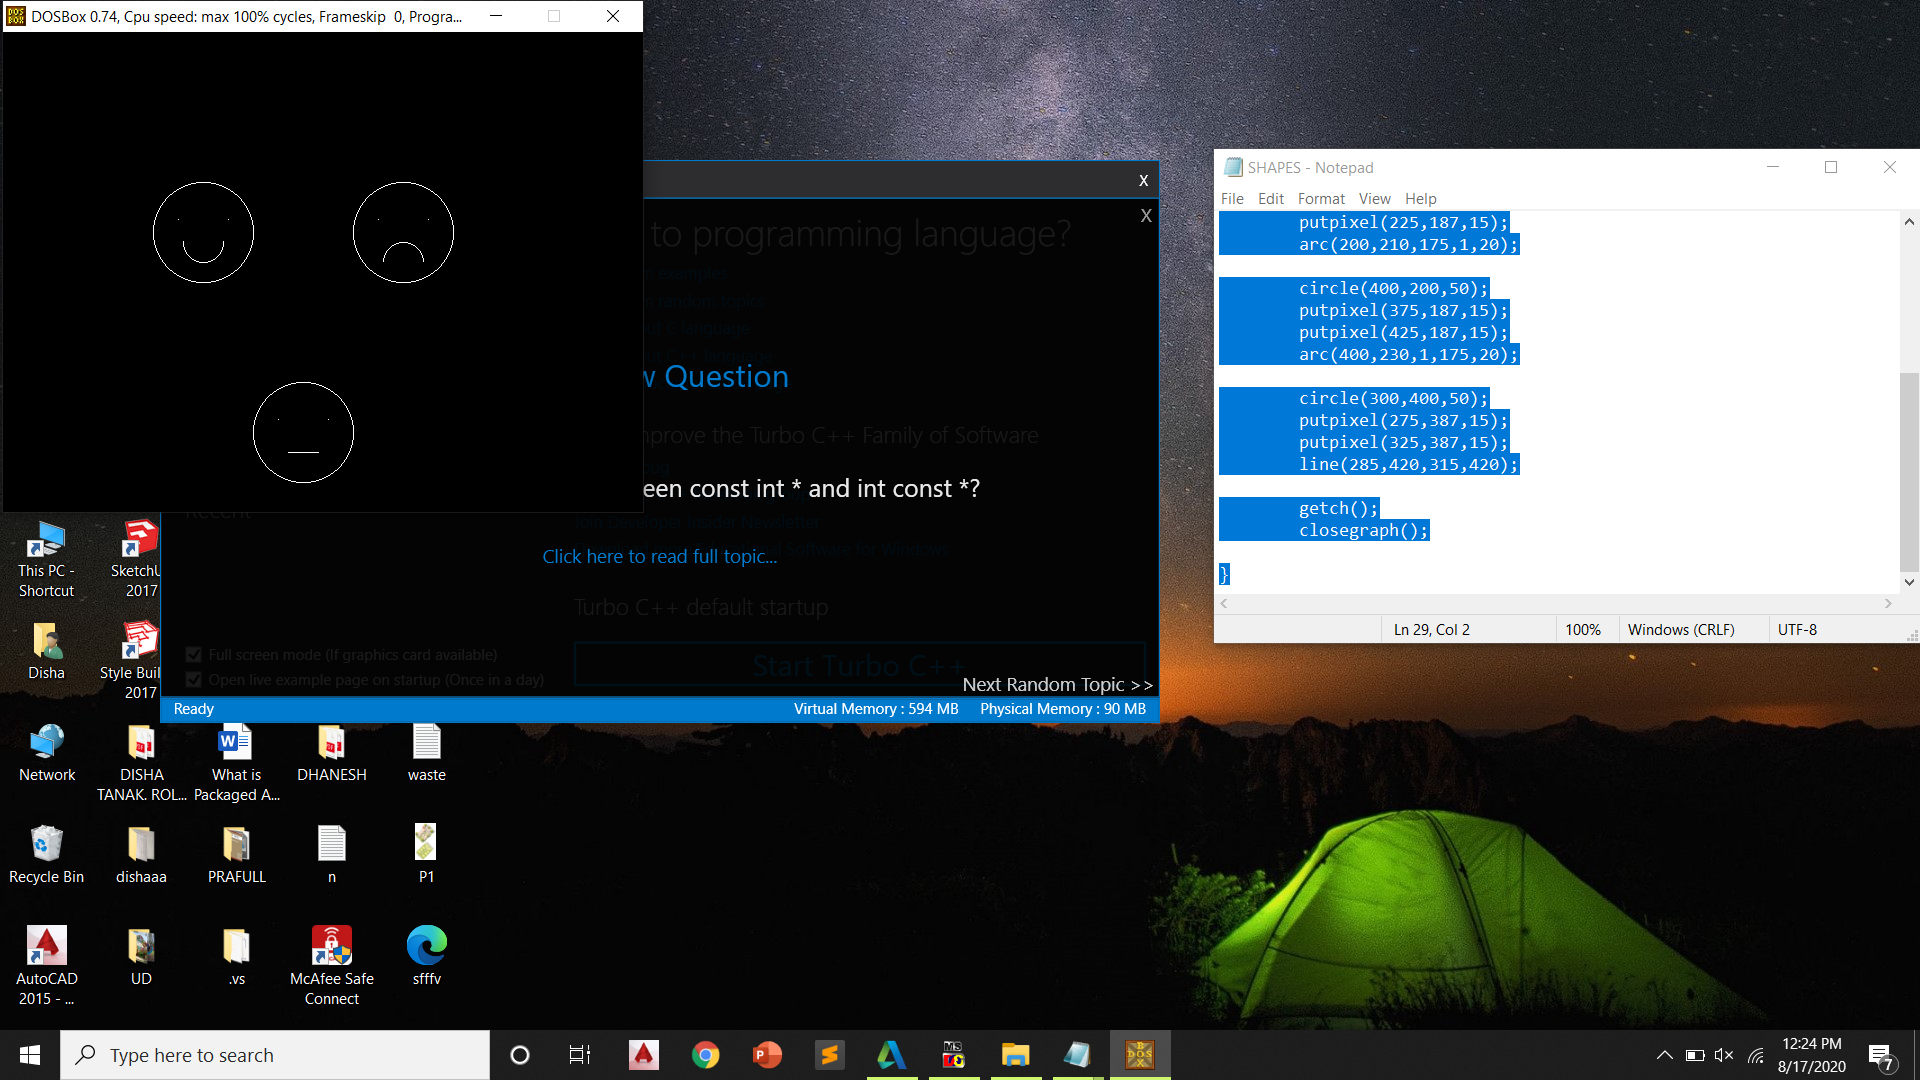 DOSBox 0.74, Cpu speed: max 100% cycles, Frameskip 0, Progra...
X
X
to programming language?
w Question
mprove the Turbo C++ Family of Software
een const int * and int const *?
Recent
Join Developer Insider Newsletter
Click here to read full topic...
Turbo C++ default startup
Full screen mode (If graphics card available)
Open live example page on startup (Once in a day)
Start Turbo C++
Next Random Topic >>
Ready
Virtual Memory : 594 MB
Physical Memory : 90 MB
SHAPES - Notepad
File Edit Format View Help
putpixel(225,187,15);
arc(200,210,175,1,20);
circle(400,200,50);
putpixel(375,187,15);
putpixel(425,187,15);
arc(400,230,1,175,20);
circle(300,400,50);
putpixel(275,387,15);
putpixel(325,387,15);
line(285,420,315,420);
getch();
closegraph();
}
Ln 29, Col 2
100%
Windows (CRLF)
UTF-8
This PC -
Shortcut
SketchU
2017
Disha
Style Buil
2017
Network
DISHA
TANAK. ROL...
What is
Packaged A...
DHANESH
waste
Recycle Bin
dishaaa
PRAFULL
n
P1
AutoCAD
2015 - ...
UD
.vs
McAfee Safe
Connect
sfffv
Type here to search
12:24 PM
8/17/2020
7